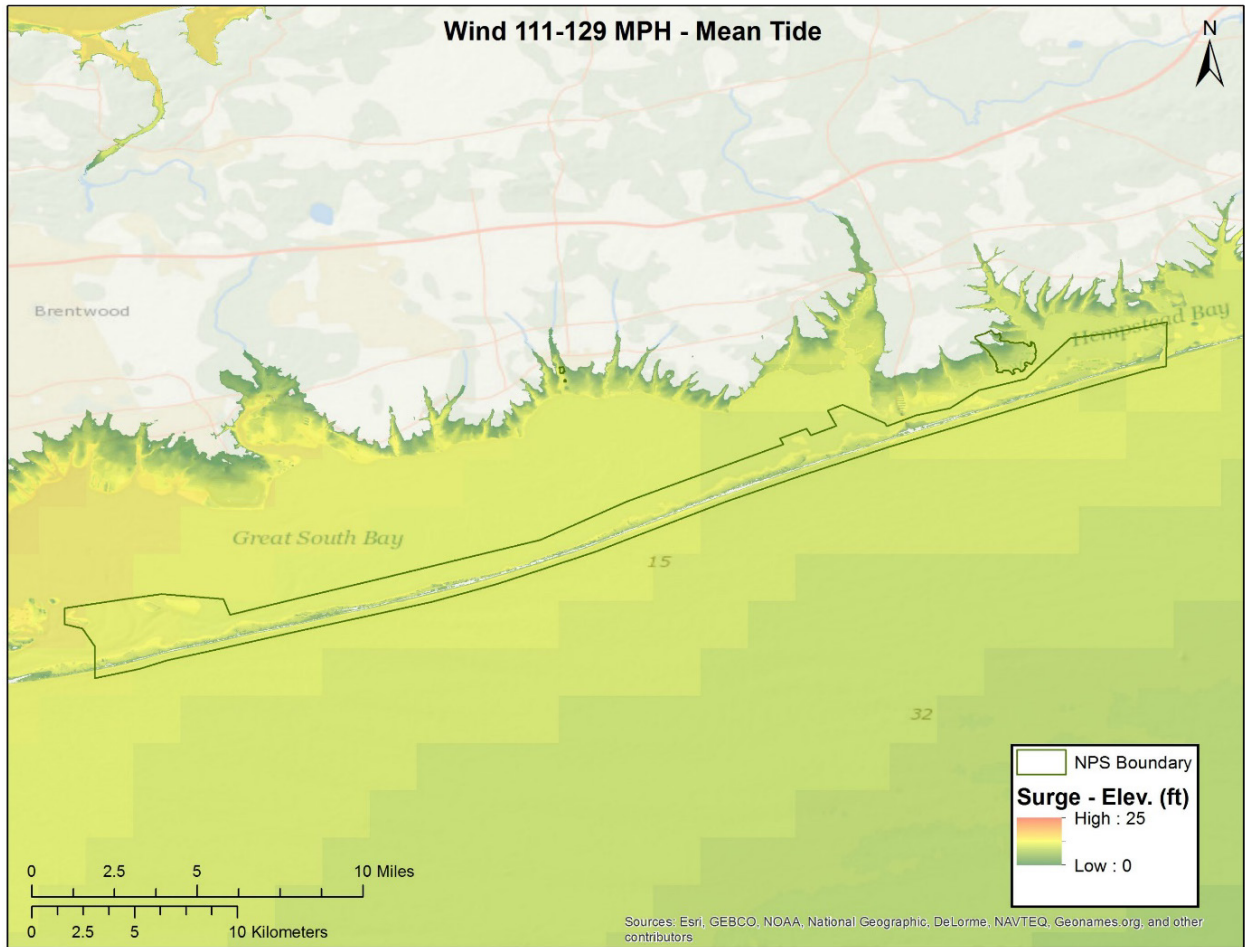 Wind 111-129 MPH - Mean Tide
N
Brentwood
Hempstead Bay
Great South Bay
15
32
NPS Boundary
Surge - Elev. (ft)
High : 25
Low : 0
0 2.5 5 10 Miles
0 2.5 5 10 Kilometers
Sources: Esri, GEBCO, NOAA, National Geographic, DeLorme, NAVTEQ, Geonames.org, and other
contributors